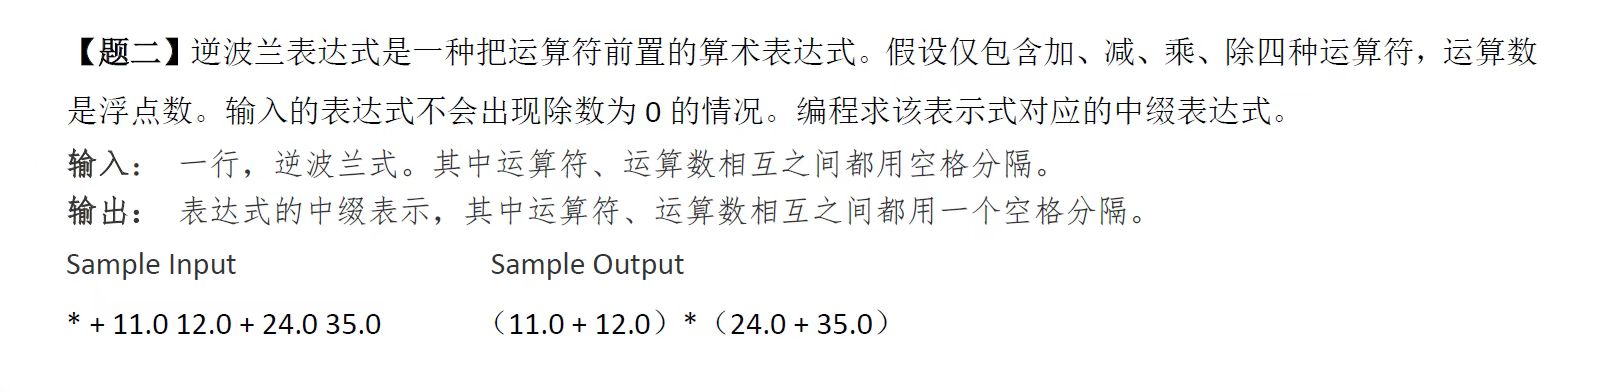 【题二】逆波兰表达式是一种把运算符前置的算术表达式。假设仅包含加、减、乘、除四种运算符，运算数
是浮点数。输入的表达式不会出现除数为 0 的情况。编程求该表示式对应的中缀表达式。
输入： 一行，逆波兰式。其中运算符、运算数相互之间都用空格分隔。
输出： 表达式的中缀表示，其中运算符、运算数相互之间都用一个空格分隔。
Sample Input Sample Output
* + 11.0 12.0 + 24.0 35.0 （11.0 + 12.0）*（24.0 + 35.0）